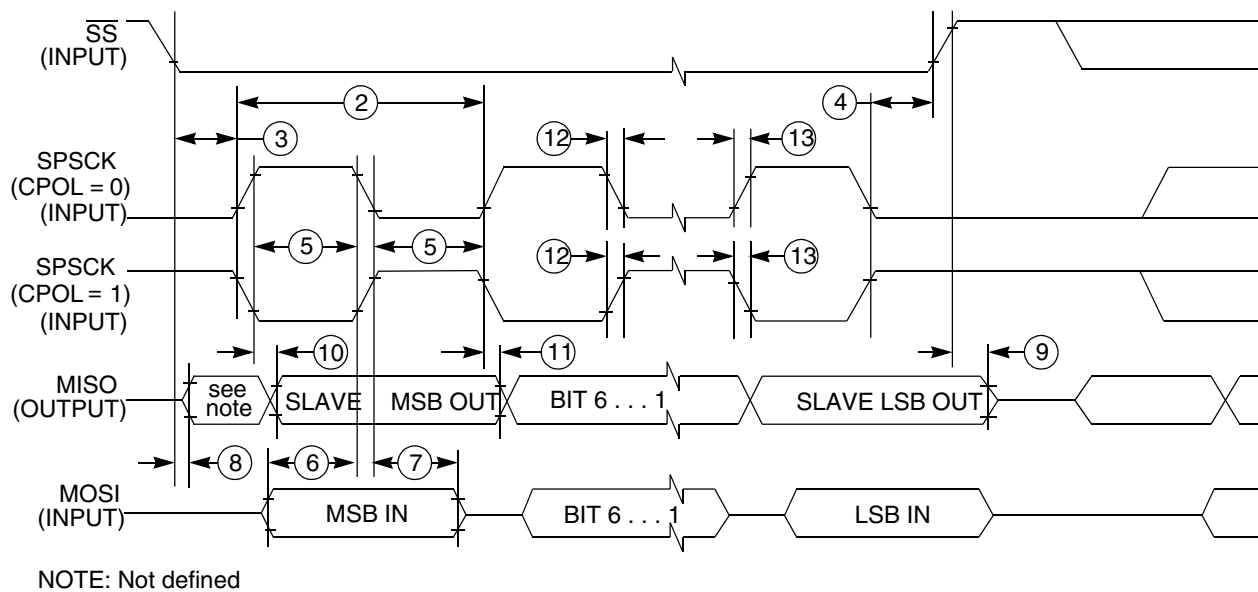 SS
(INPUT)
2
4
3
12
13
SPSCK
(CPOL = 0)
(INPUT)
5
5
12
13
SPSCK
(CPOL = 1)
(INPUT)
10
11
9
MISO
(OUTPUT)
see
note
SLAVE
MSB OUT
BIT 6 . . . 1
SLAVE LSB OUT
8
6
7
MOSI
(INPUT)
MSB IN
BIT 6 . . . 1
LSB IN
NOTE: Not defined